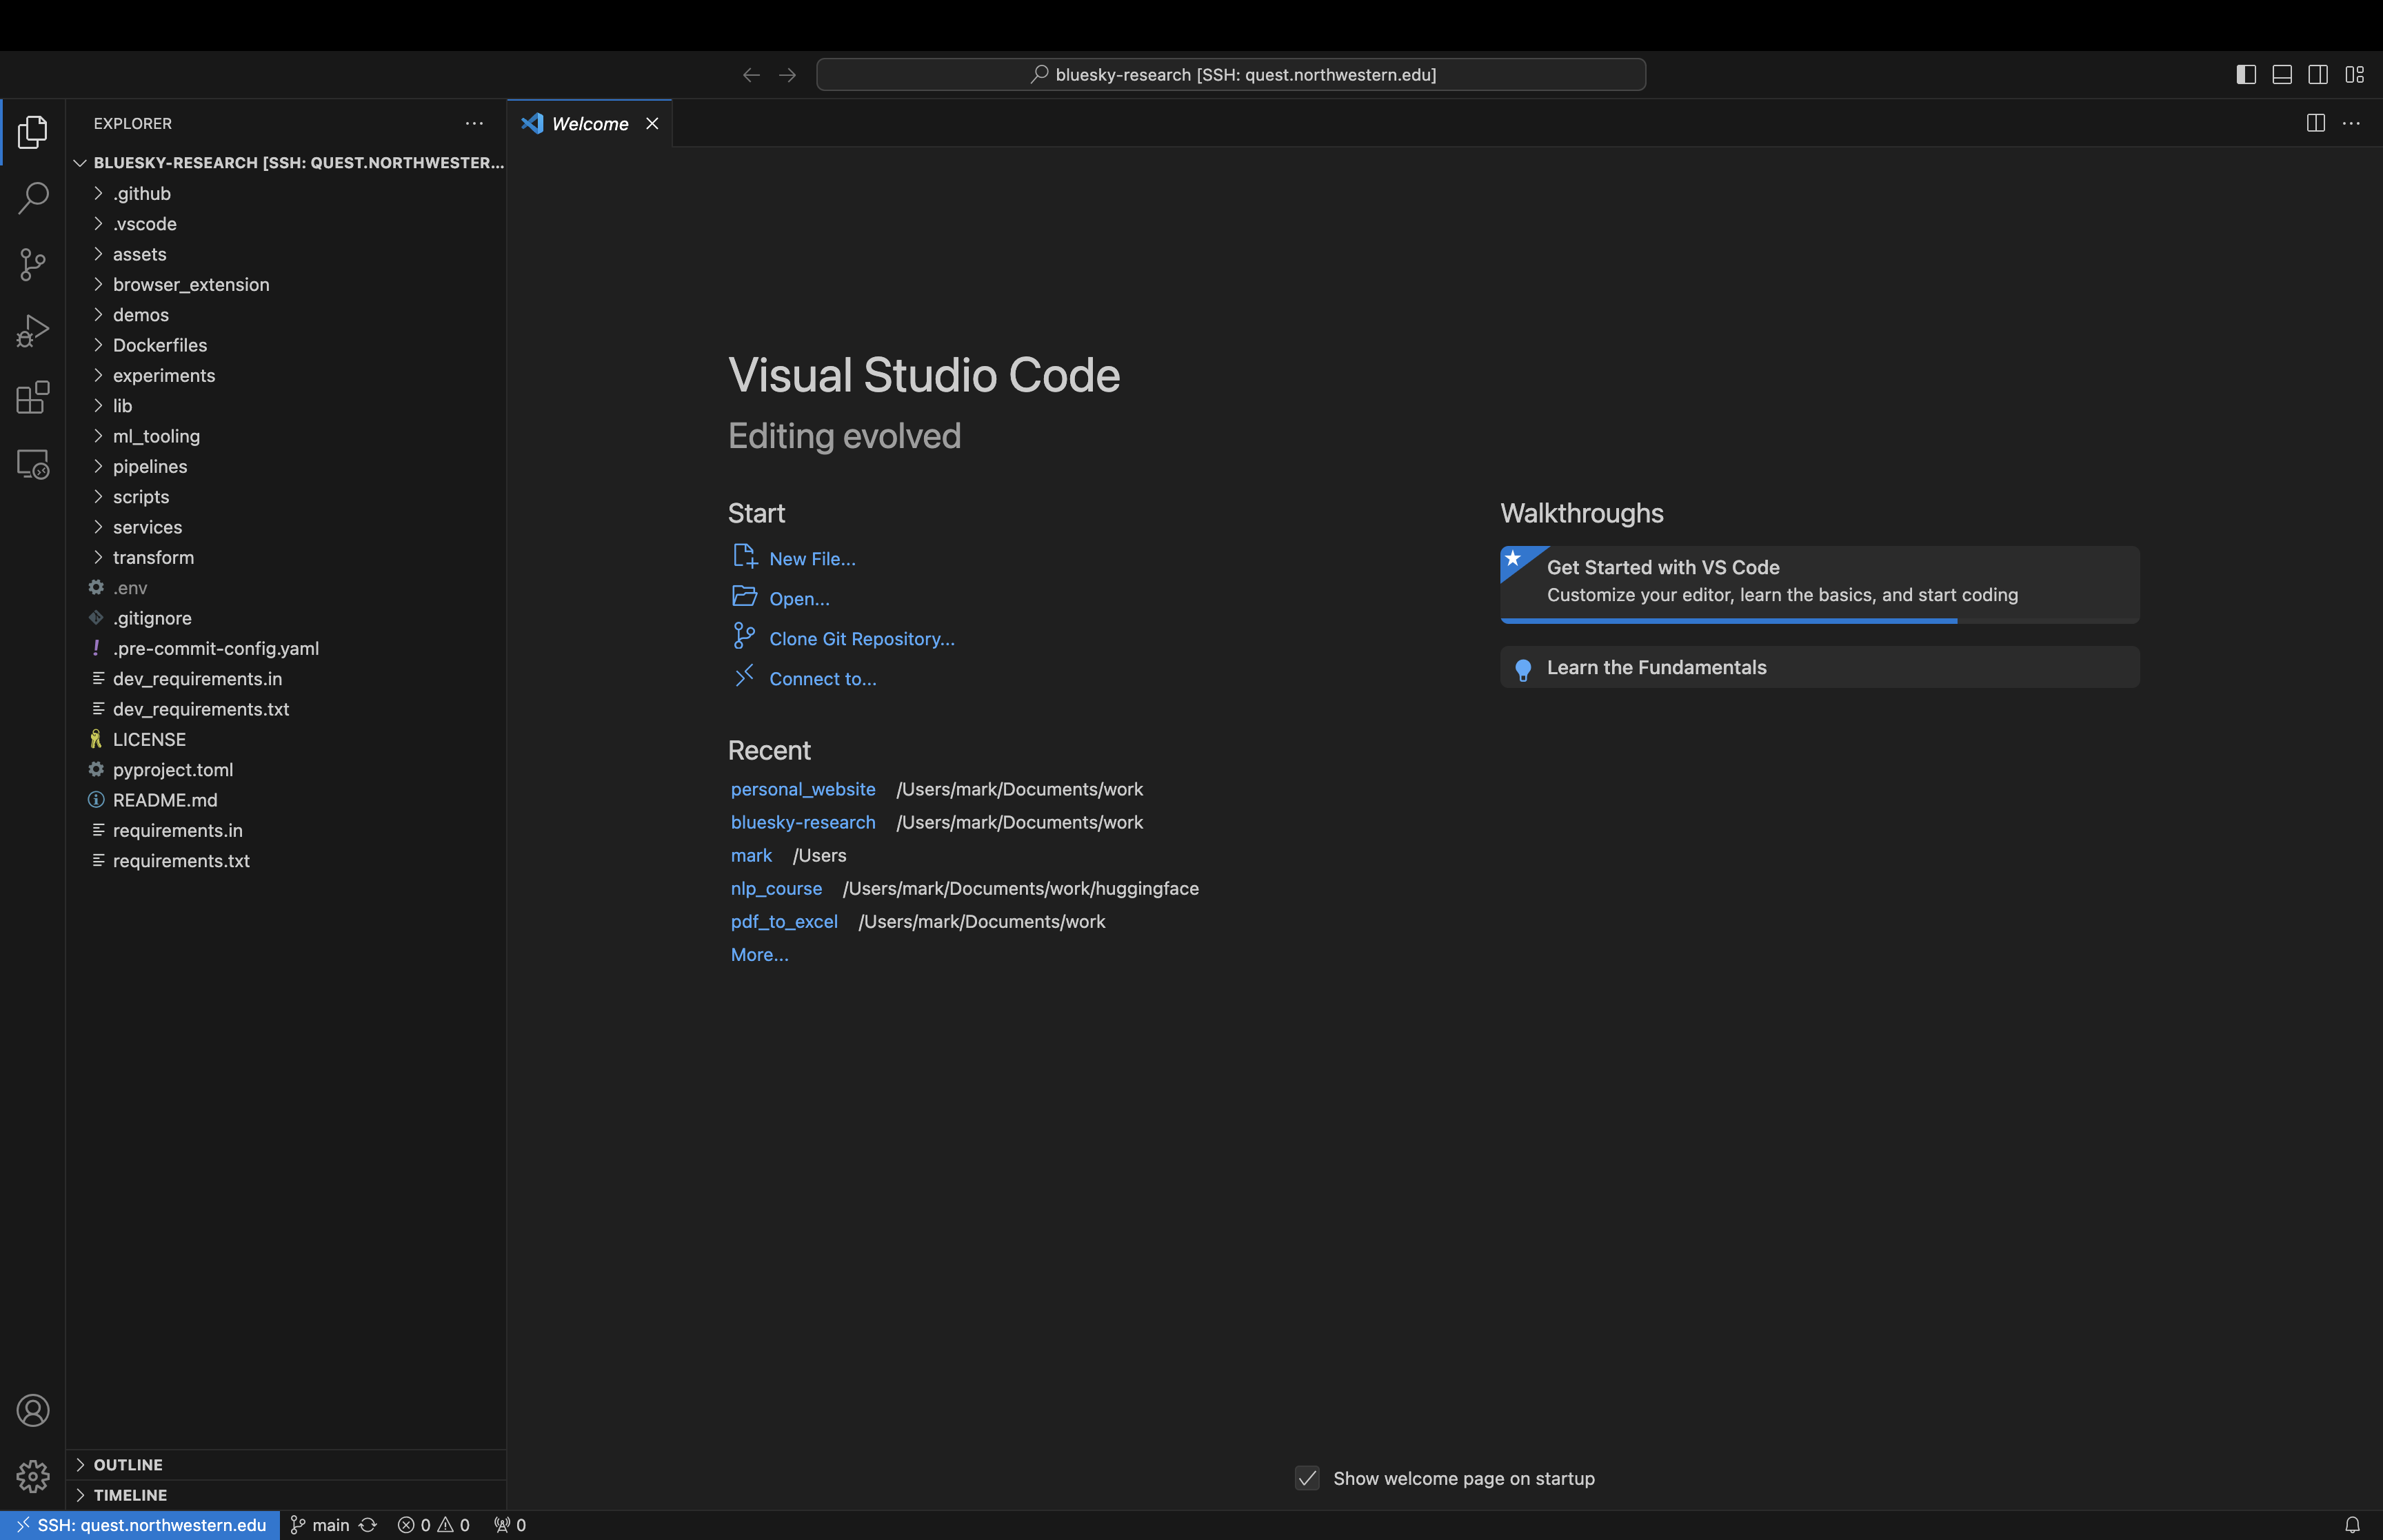 bluesky-research [SSH: quest.northwestern.edu]
EXPLORER
BLUESKY-RESEARCH [SSH: QUEST.NORTHWESTER...
.github
.vscode
assets
browser_extension
demos
Dockerfiles
experiments
lib
ml_tooling
pipelines
scripts
services
transform
.env
.gitignore
.pre-commit-config.yaml
dev_requirements.in
dev_requirements.txt
LICENSE
pyproject.toml
README.md
requirements.in
requirements.txt
OUTLINE
TIMELINE
Welcome
Visual Studio Code
Editing evolved
Start
New File...
Open...
Clone Git Repository...
Connect to...
Recent
personal_website /Users/mark/Documents/work
bluesky-research /Users/mark/Documents/work
mark /Users
nlp_course /Users/mark/Documents/work/huggingface
pdf_to_excel /Users/mark/Documents/work
More...
Walkthroughs
Get Started with VS Code
Customize your editor, learn the basics, and start coding
Learn the Fundamentals
Show welcome page on startup
SSH: quest.northwestern.edu main 0 0 0